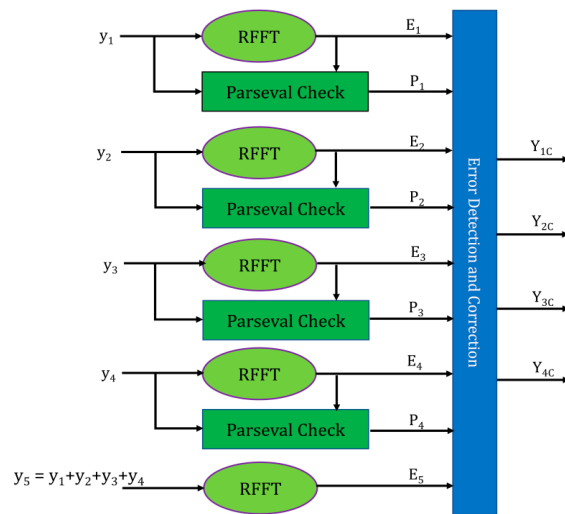 y₁
RFFT
E₁
Parseval Check
P₁
y₂
RFFT
E₂
Parseval Check
P₂
y₃
RFFT
E₃
Parseval Check
P₃
y₄
RFFT
E₄
Parseval Check
P₄
y₅ = y₁+y₂+y₃+y₄
RFFT
E₅
Error Detection and Correction
Y₁C
Y₂C
Y₃C
Y₄C